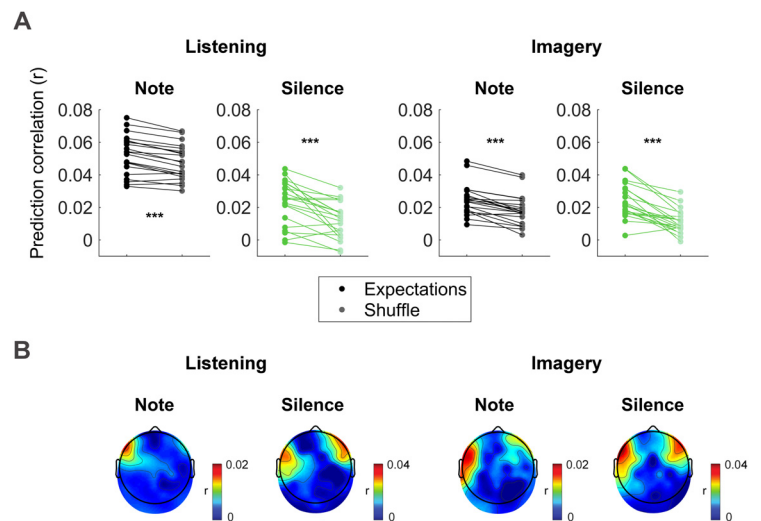 A
Listening
Imagery
Note
Silence
Note
Silence
Prediction correlation (r)
0.08
0.06
0.04
0.02
0
***
0.08
0.06
0.04
0.02
0
***
0.08
0.06
0.04
0.02
0
***
0.08
0.06
0.04
0.02
0
***
Expectations
Shuffle
B
Listening
Imagery
Note
Silence
Note
Silence
0.02
r
0
0.04
r
0
0.02
r
0
0.04
r
0